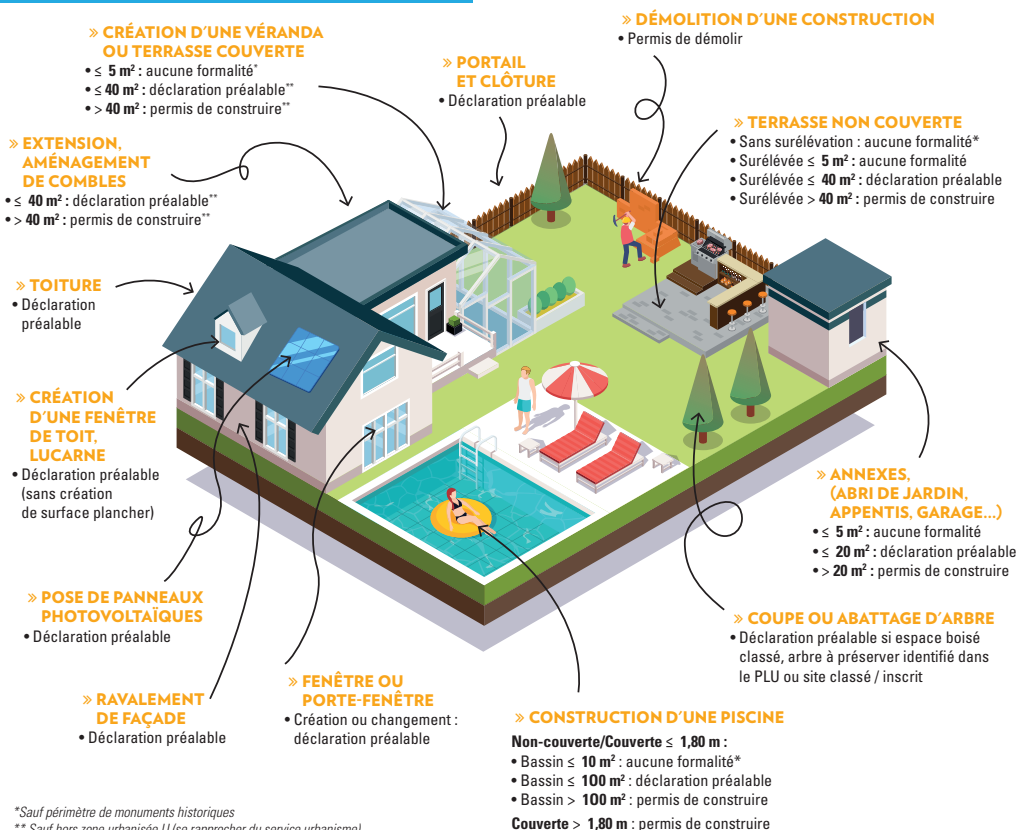 » CRÉATION D'UNE VÉRANDA
OU TERRASSE COUVERTE
• ≤ 5 m² : aucune formalité*
• ≤ 40 m² : déclaration préalable**
• > 40 m² : permis de construire**
» PORTAIL
ET CLÔTURE
• Déclaration préalable
» DÉMOLITION D'UNE CONSTRUCTION
• Permis de démolir
» EXTENSION,
AMÉNAGEMENT
DE COMBLES
• ≤ 40 m² : déclaration préalable**
• > 40 m² : permis de construire**
» TERRASSE NON COUVERTE
• Sans surélévation : aucune formalité*
• Surélevée ≤ 5 m² : aucune formalité
• Surélevée ≤ 40 m² : déclaration préalable
• Surélevée > 40 m² : permis de construire
» TOITURE
• Déclaration
préalable
» CRÉATION
D'UNE FENÊTRE
DE TOIT,
LUCARNE
• Déclaration préalable
(sans création
de surface plancher)
» ANNEXES,
(ABRI DE JARDIN,
APPENTIS, GARAGE...)
• ≤ 5 m² : aucune formalité
• ≤ 20 m² : déclaration préalable
• > 20 m² : permis de construire
» POSE DE PANNEAUX
PHOTOVOLTAÏQUES
• Déclaration préalable
» COUPE OU ABATTAGE D'ARBRE
• Déclaration préalable si espace boisé
classé, arbre à préserver identifié dans
le PLU ou site classé / inscrit
» RAVALEMENT
DE FAÇADE
• Déclaration préalable
» FENÊTRE OU
PORTE-FENÊTRE
• Création ou changement :
déclaration préalable
» CONSTRUCTION D'UNE PISCINE
Non-couverte/Couverte ≤ 1,80 m :
• Bassin ≤ 10 m² : aucune formalité*
• Bassin ≤ 100 m² : déclaration préalable
• Bassin > 100 m² : permis de construire
Couverte > 1,80 m : permis de construire
*Sauf périmètre de monuments historiques
** Sauf hors zone urbanisée U (se rapprocher du service urbanisme)